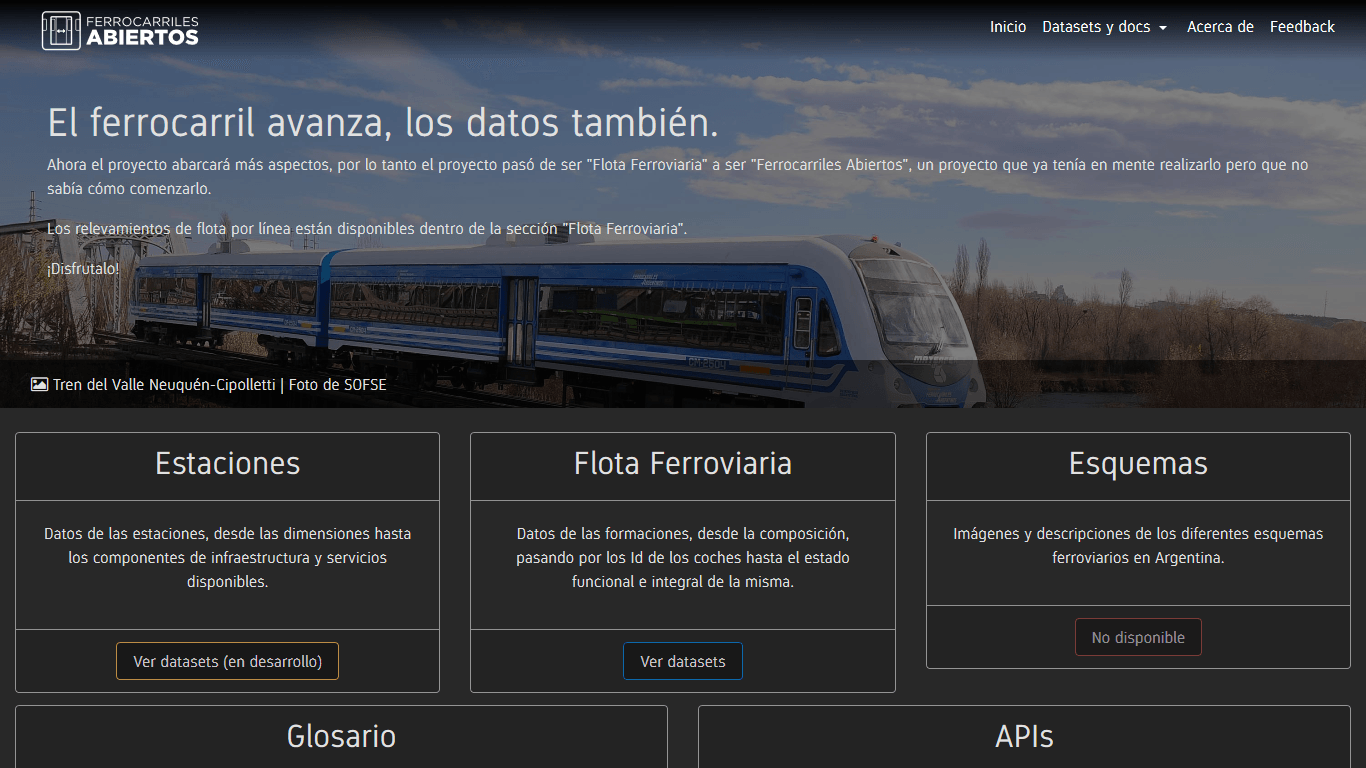 FERROCARRILES
ABIERTOS
Inicio Datasets y docs Acerca de Feedback
El ferrocarril avanza, los datos también.
Ahora el proyecto abarcará más aspectos, por lo tanto el proyecto pasó de ser "Flota Ferroviaria" a ser "Ferrocarriles Abiertos", un proyecto que ya tenía en mente realizarlo pero que no
sabía cómo comenzarlo.
Los relevamientos de flota por línea están disponibles dentro de la sección "Flota Ferroviaria".
¡Disfrutalo!
Tren del Valle Neuquén-Cipolletti | Foto de SOFSE
Estaciones
Datos de las estaciones, desde las dimensiones hasta
los componentes de infraestructura y servicios
disponibles.
Ver datasets (en desarrollo)
Flota Ferroviaria
Datos de las formaciones, desde la composición,
pasando por los Id de los coches hasta el estado
funcional e integral de la misma.
Ver datasets
Esquemas
Imágenes y descripciones de los diferentes esquemas
ferroviarios en Argentina.
No disponible
Glosario
APIs